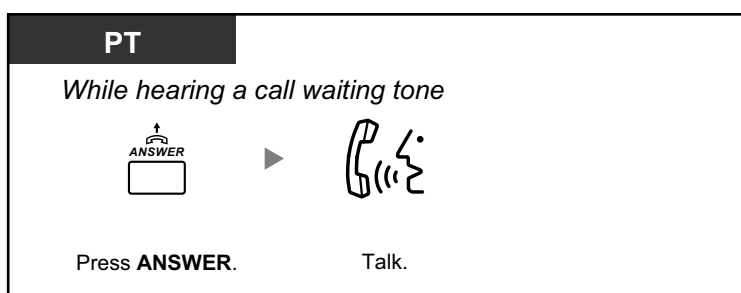 PT
While hearing a call waiting tone
ANSWER
Press ANSWER.
Talk.